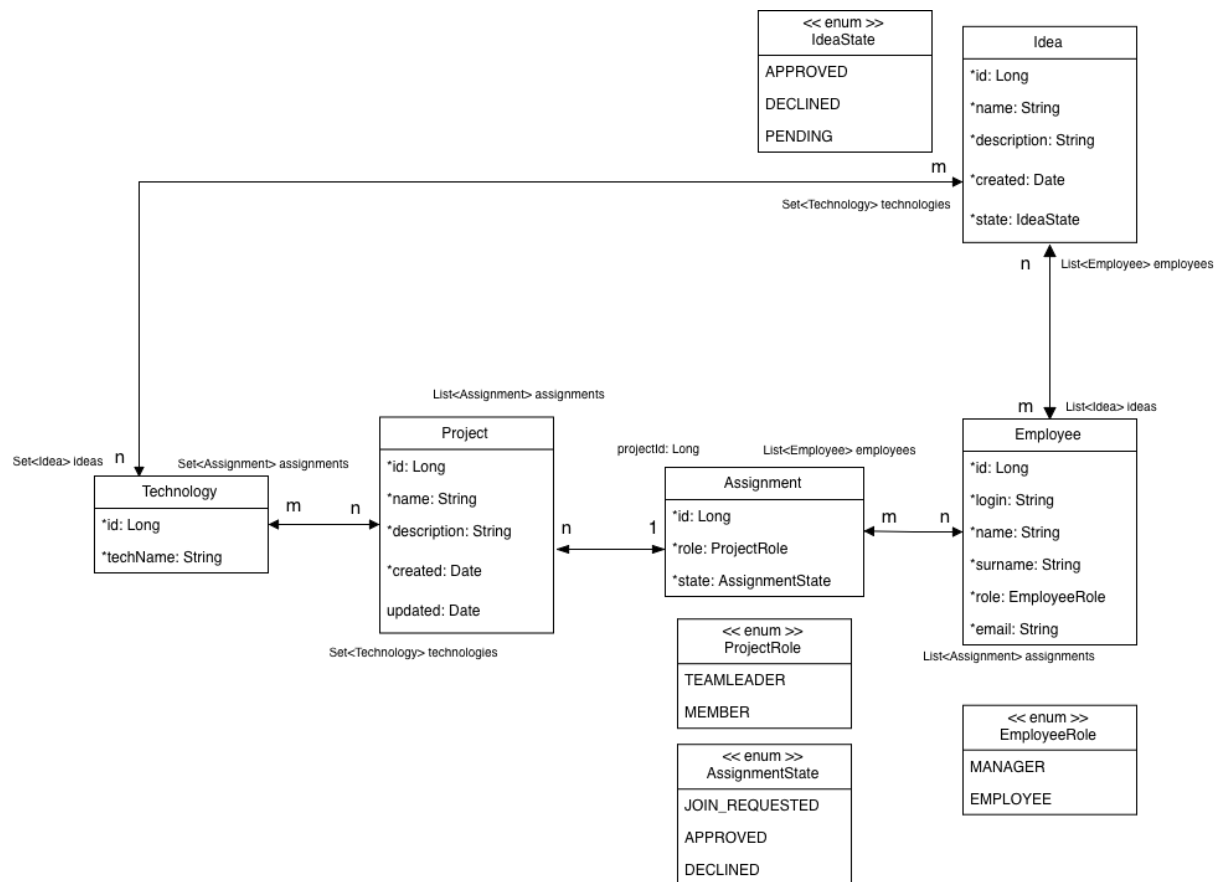 << enum >>
IdeaState
APPROVED
DECLINED
PENDING
Idea
*id: Long
*name: String
*description: String
*created: Date
*state: IdeaState
m
Set<Technology> technologies
n
List<Employee> employees
List<Assignment> assignments
m
List<Idea> ideas
Set<Idea> ideas
n
Set<Assignment> assignments
Technology
*id: Long
*techName: String
m
n
Project
*id: Long
*name: String
*description: String
*created: Date
updated: Date
Set<Technology> technologies
n
1
projectId: Long
List<Employee> employees
Assignment
*id: Long
*role: ProjectRole
*state: AssignmentState
m
n
Employee
*id: Long
*login: String
*name: String
*surname: String
*role: EmployeeRole
*email: String
List<Assignment> assignments
<< enum >>
ProjectRole
TEAMLEADER
MEMBER
<< enum >>
AssignmentState
JOIN_REQUESTED
APPROVED
DECLINED
<< enum >>
EmployeeRole
MANAGER
EMPLOYEE